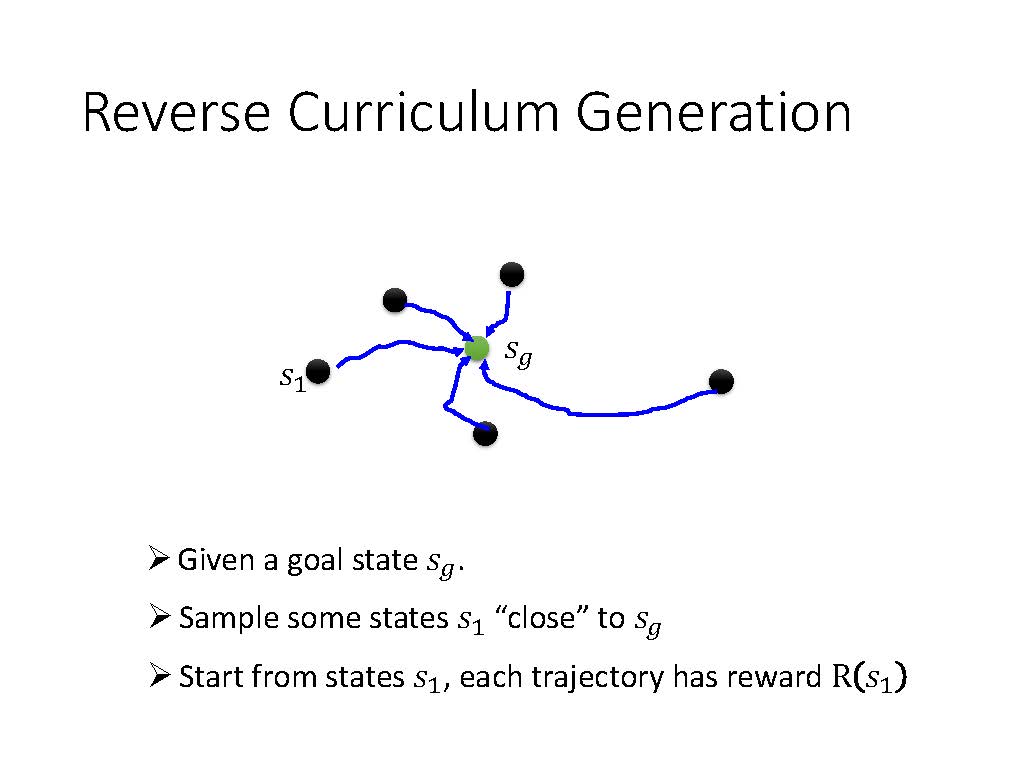 Reverse Curriculum Generation
s_g
s_1
➢ Given a goal state s_g.
➢ Sample some states s_1 “close” to s_g
➢ Start from states s_1, each trajectory has reward R(s_1)